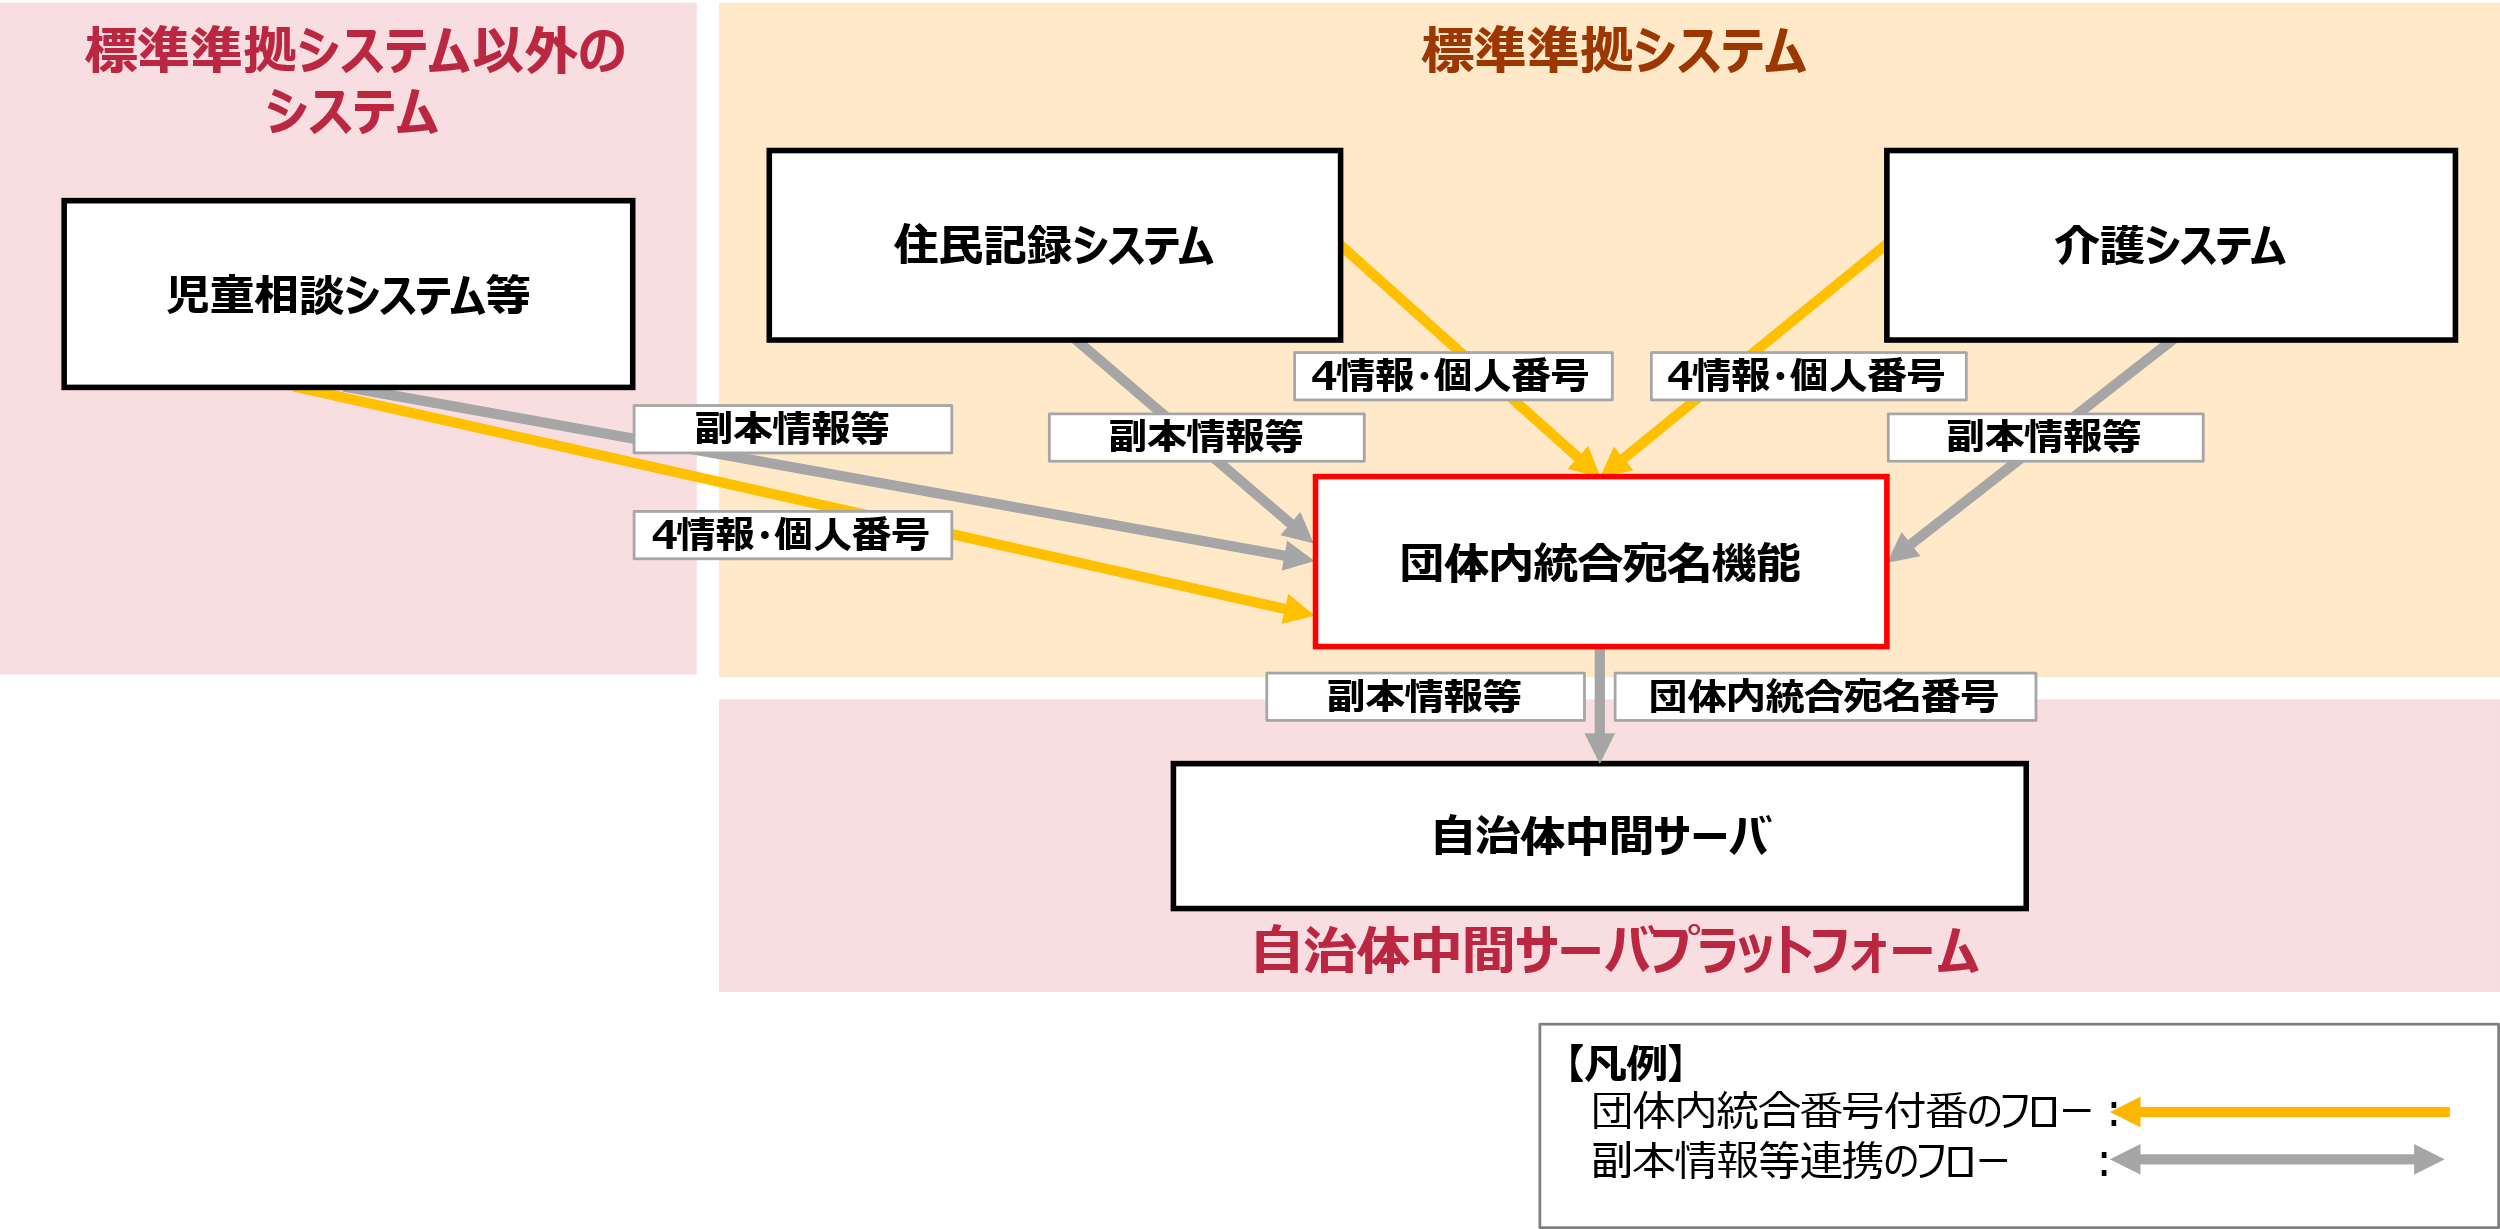 標準準拠システム以外の
システム
標準準拠システム
児童相談システム等
住民記録システム
介護システム
4情報・個人番号
4情報・個人番号
副本情報等
副本情報等
副本情報等
4情報・個人番号
団体内統合宛名機能
副本情報等
団体内統合宛名番号
自治体中間サーバ
自治体中間サーバプラットフォーム
【凡例】
団体内統合番号付番のフロー：
副本情報等連携のフロー　　：